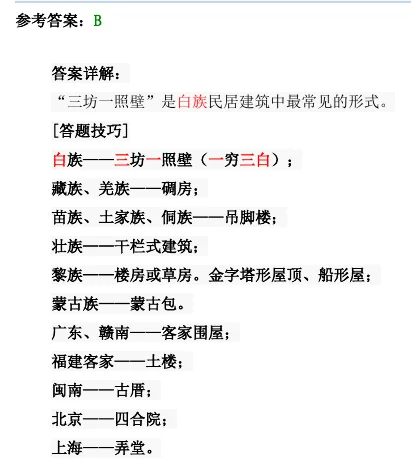 参考答案：B
答案详解：
“三坊一照壁”是白族民居建筑中最常见的形式。
[答题技巧]
白族——三坊一照壁（一穷三白）；
藏族、羌族——碉房；
苗族、土家族、侗族——吊脚楼；
壮族——干栏式建筑；
黎族——楼房或草房。金字塔形屋顶、船形屋；
蒙古族——蒙古包。
广东、赣南——客家围屋；
福建客家——土楼；
闽南——古厝；
北京——四合院；
上海——弄堂。